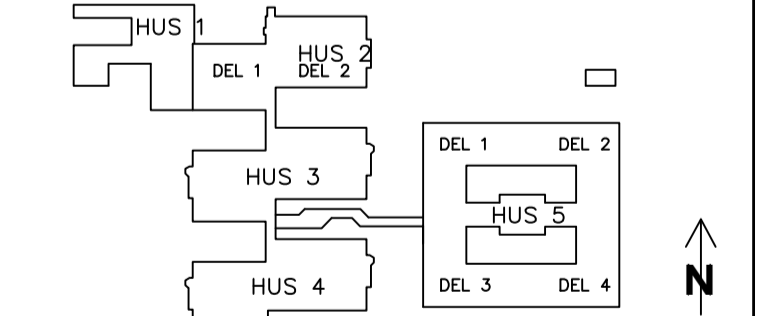 HUS 1
HUS 2
DEL 1 DEL 2
HUS 3
HUS 4
DEL 1 DEL 2
HUS 5
DEL 3 DEL 4
N